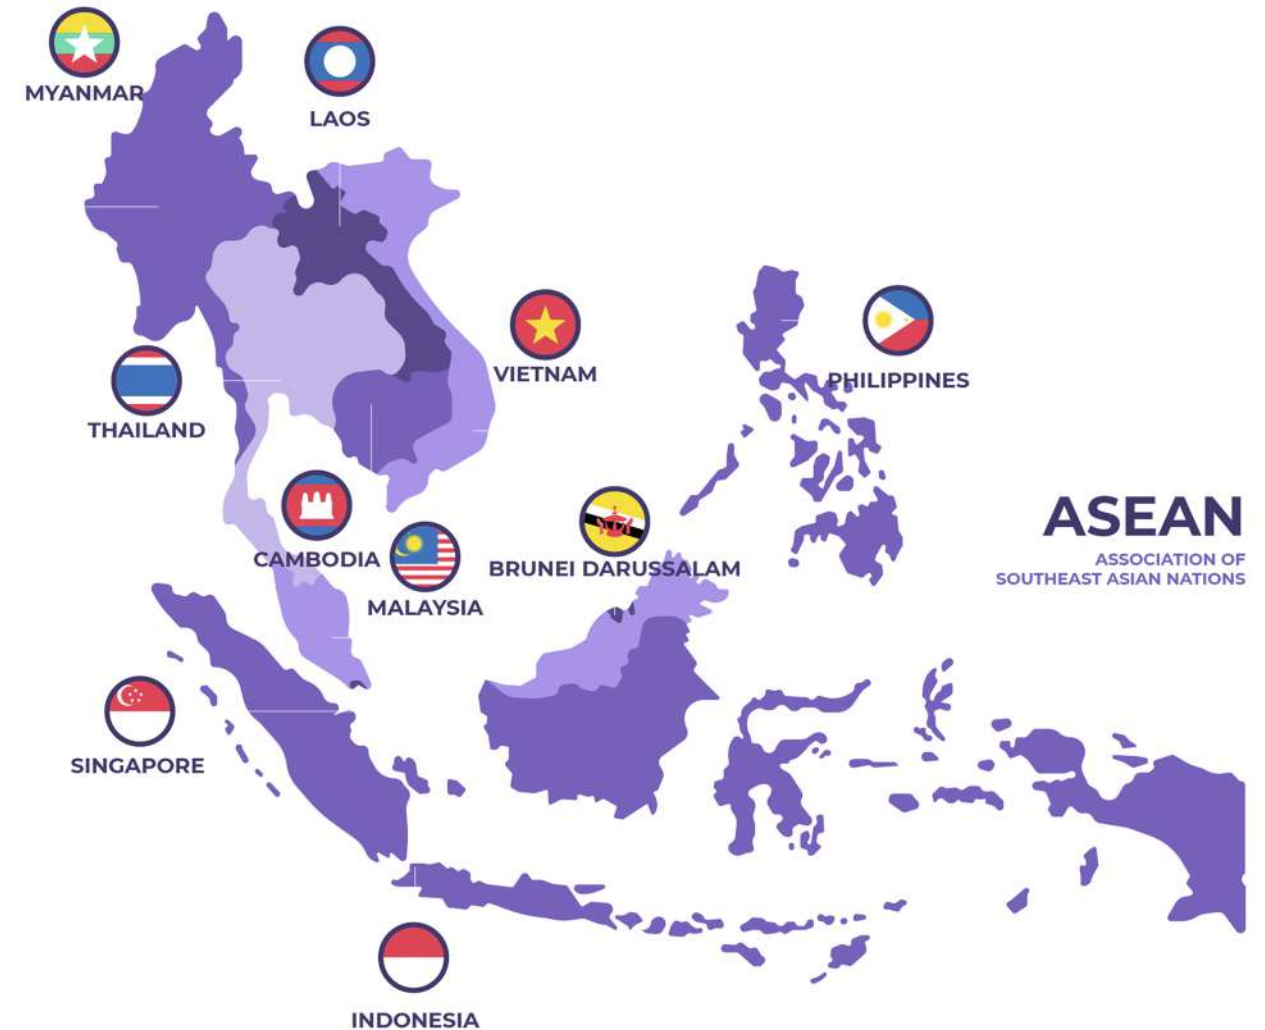 MYANMAR
LAOS
VIETNAM
PHILIPPINES
THAILAND
ASEAN
ASSOCIATION OF
SOUTHEAST ASIAN NATIONS
CAMBODIA
BRUNEI DARUSSALAM
MALAYSIA
SINGAPORE
INDONESIA